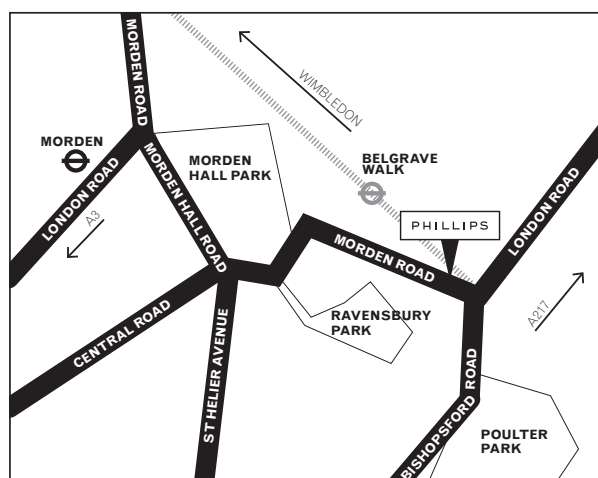 MORDEN ROAD
WIMBLEDON
MORDEN
LONDON ROAD
A3
MORDEN HALL ROAD
MORDEN
HALL PARK
BELGRAVE
WALK
PHILLIPS
LONDON ROAD
MORDEN ROAD
A217
CENTRAL ROAD
ST HELIER AVENUE
RAVENSBURY
PARK
BISHOPSFORD ROAD
POULTER
PARK